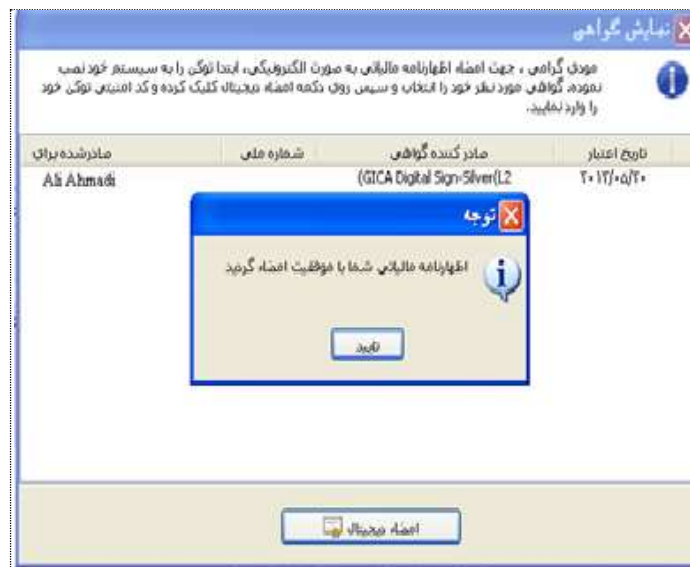 نمایش گواهی
مودی گرامی ، جهت امضاء اظهارنامه مالیاتی به صورت الکترونیکی، ابتدا توکن را به سیستم خود نصب
نموده، گواهی مورد نظر خود را انتخاب و سپس روی دکمه امضاء دیجیتال کلیک کرده و کد امنیتی توکن خود
را وارد نمایید.
تاریخ اعتبار صادر کننده گواهی شماره ملی صادرشده برای
۲۰۱۲/۰۵/۲۰ (GICA Digital Sign-Silver(L2 Ali Ahmadi
توجه
اظهارنامه مالیاتی شما با موفقیت امضاء گردید
تایید
امضاء دیجیتال